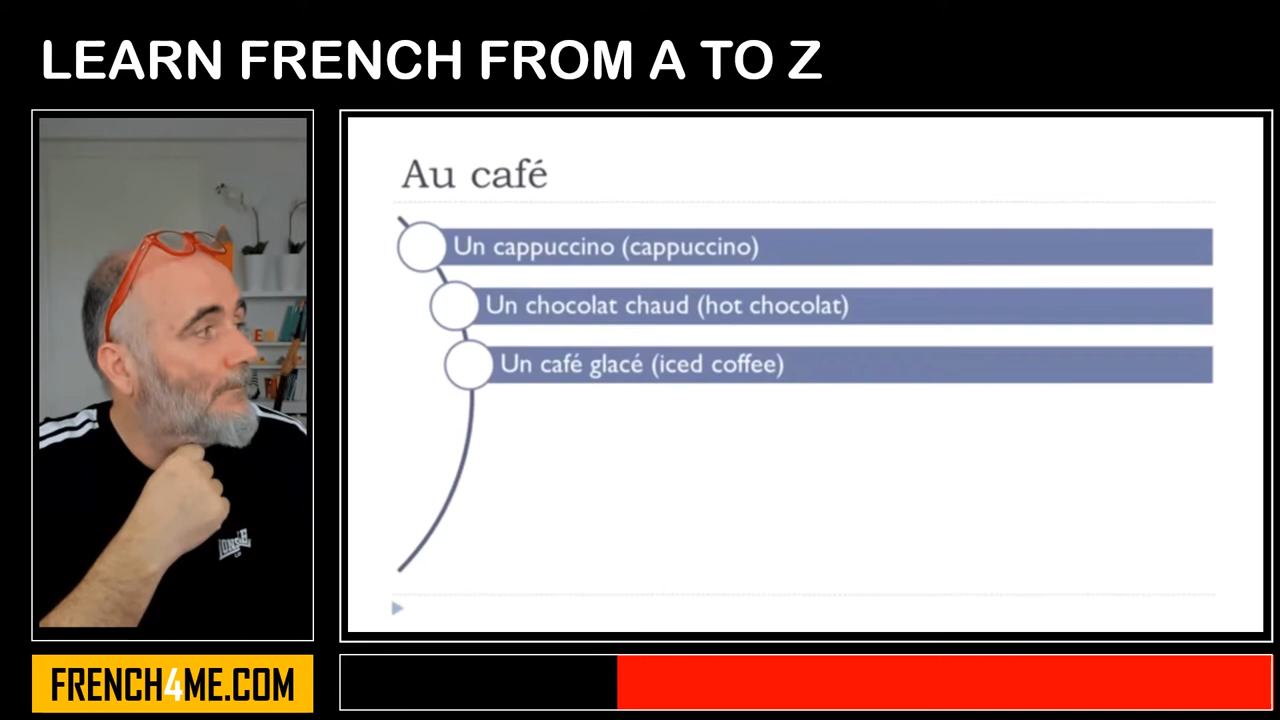 LEARN FRENCH FROM A TO Z
Au café
Un cappuccino (cappuccino)
Un chocolat chaud (hot chocolat)
Un café glacé (iced coffee)
LONSDALE
FRENCH4ME.COM